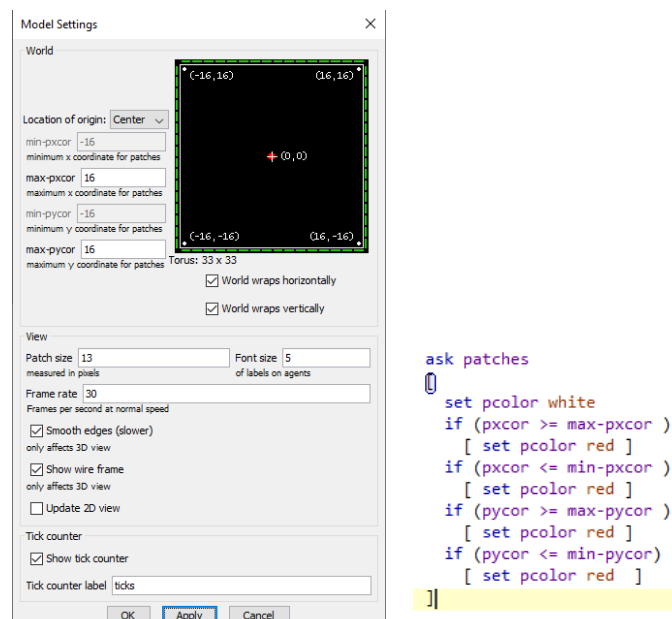 Model Settings
World
(-16,16) (16,16)
Location of origin: Center
min-pxcor -16
minimum x coordinate for patches
(0,0)
max-pxcor 16
maximum x coordinate for patches
min-pycor -16
minimum y coordinate for patches
(-16,-16) (16,-16)
max-pycor 16
maximum y coordinate for patches
Torus: 33 x 33
World wraps horizontally
World wraps vertically
View
Patch size 13 Font size 5
measured in pixels of labels on agents
Frame rate 30
Frames per second at normal speed
Smooth edges (slower)
only affects 3D view
Show wire frame
only affects 3D view
Update 2D view
Tick counter
Show tick counter
Tick counter label ticks
OK Apply Cancel
ask patches
[
set pcolor white
if (pxcor >= max-pxcor )
[ set pcolor red ]
if (pxcor <= min-pxcor )
[ set pcolor red ]
if (pycor >= max-pycor )
[ set pcolor red ]
if (pycor <= min-pycor)
[ set pcolor red  ]
]